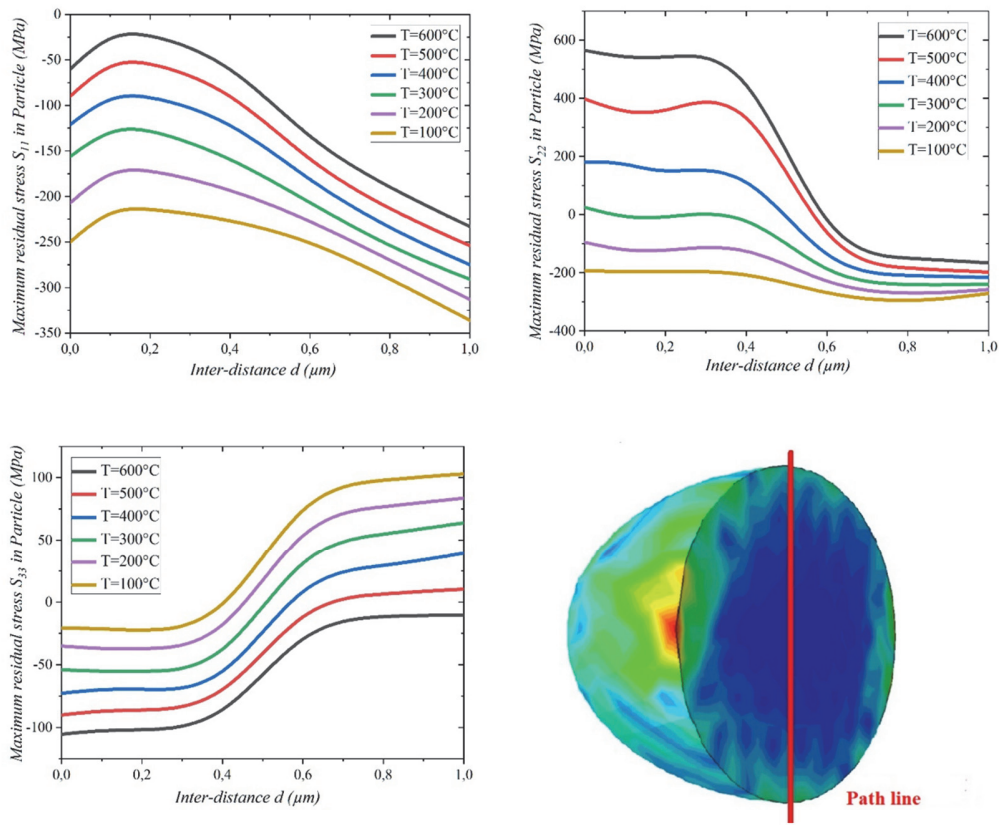 Maximum residual stress S11 in Particle (MPa)
0
-50
-100
-150
-200
-250
-300
-350
T=600°C
T=500°C
T=400°C
T=300°C
T=200°C
T=100°C
0,0 0,2 0,4 0,6 0,8 1,0
Inter-distance d (µm)
Maximum residual stress S22 in Particle (MPa)
600
400
200
0
-200
-400
T=600°C
T=500°C
T=400°C
T=300°C
T=200°C
T=100°C
0,0 0,2 0,4 0,6 0,8 1,0
Inter-distance d (µm)
Maximum residual stress S33 in Particle (MPa)
100
50
0
-50
-100
T=600°C
T=500°C
T=400°C
T=300°C
T=200°C
T=100°C
0,0 0,2 0,4 0,6 0,8 1,0
Inter-distance d (µm)
Path line